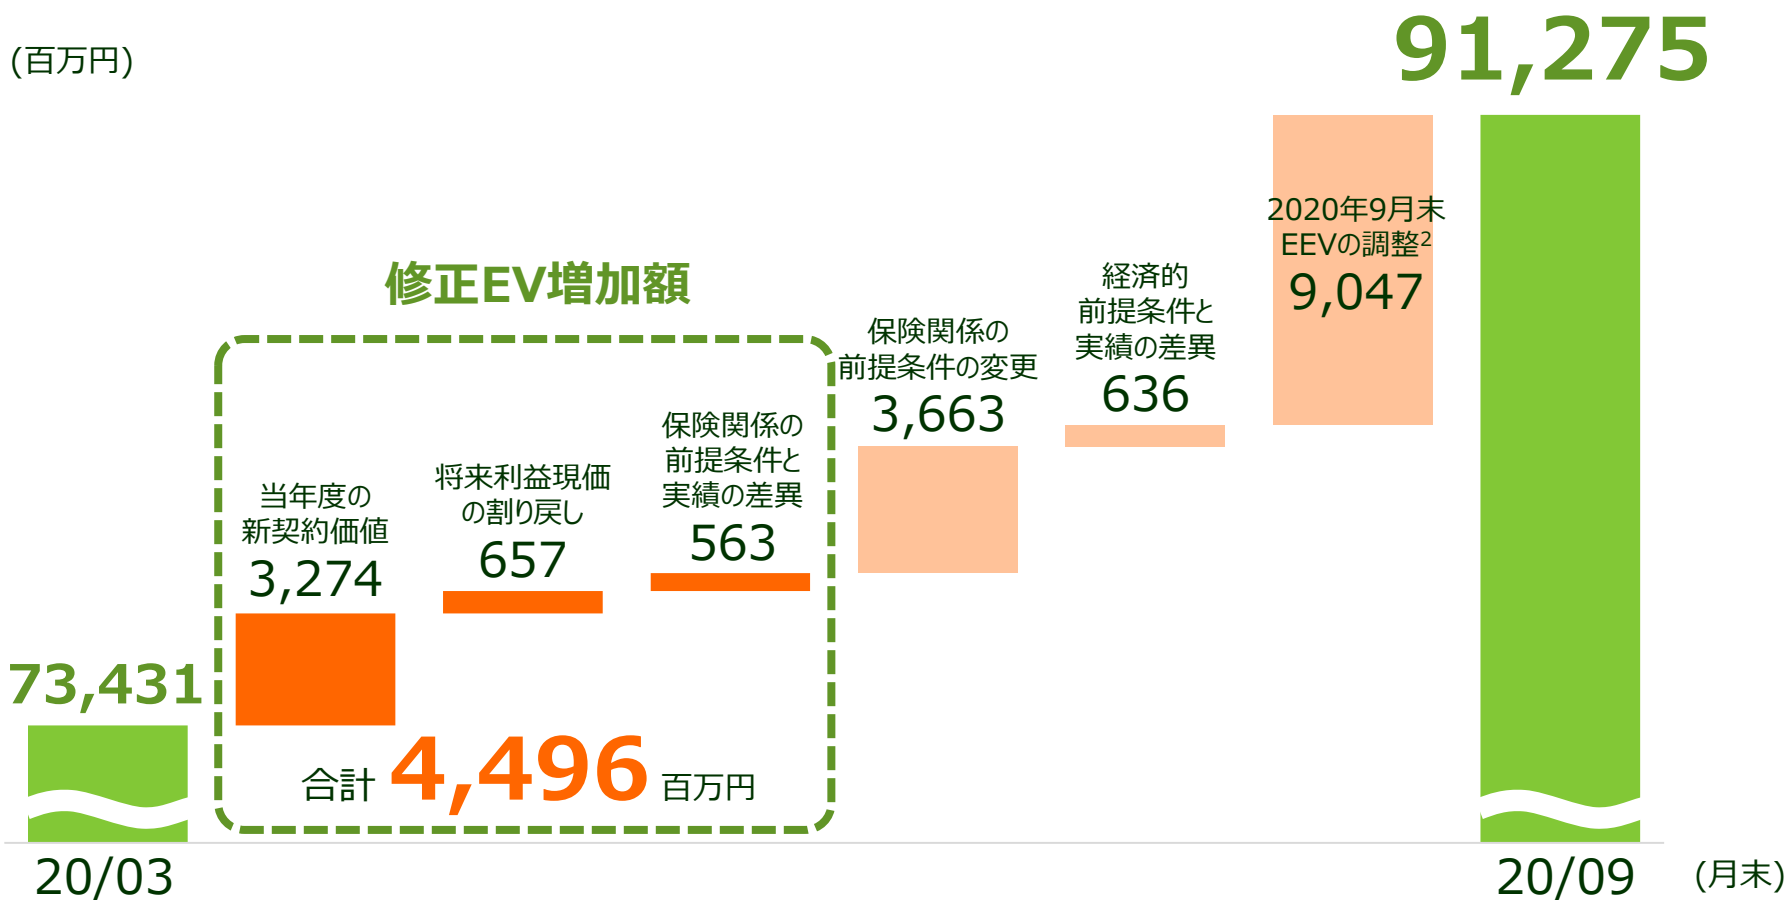 (百万円)
91,275
2020年9月末
EEVの調整2
9,047
修正EV増加額
経済的
前提条件と
実績の差異
636
保険関係の
前提条件の変更
3,663
保険関係の
前提条件と
実績の差異
563
将来利益現価
の割り戻し
657
当年度の
新契約価値
3,274
73,431
合計 4,496 百万円
20/03
20/09
(月末)